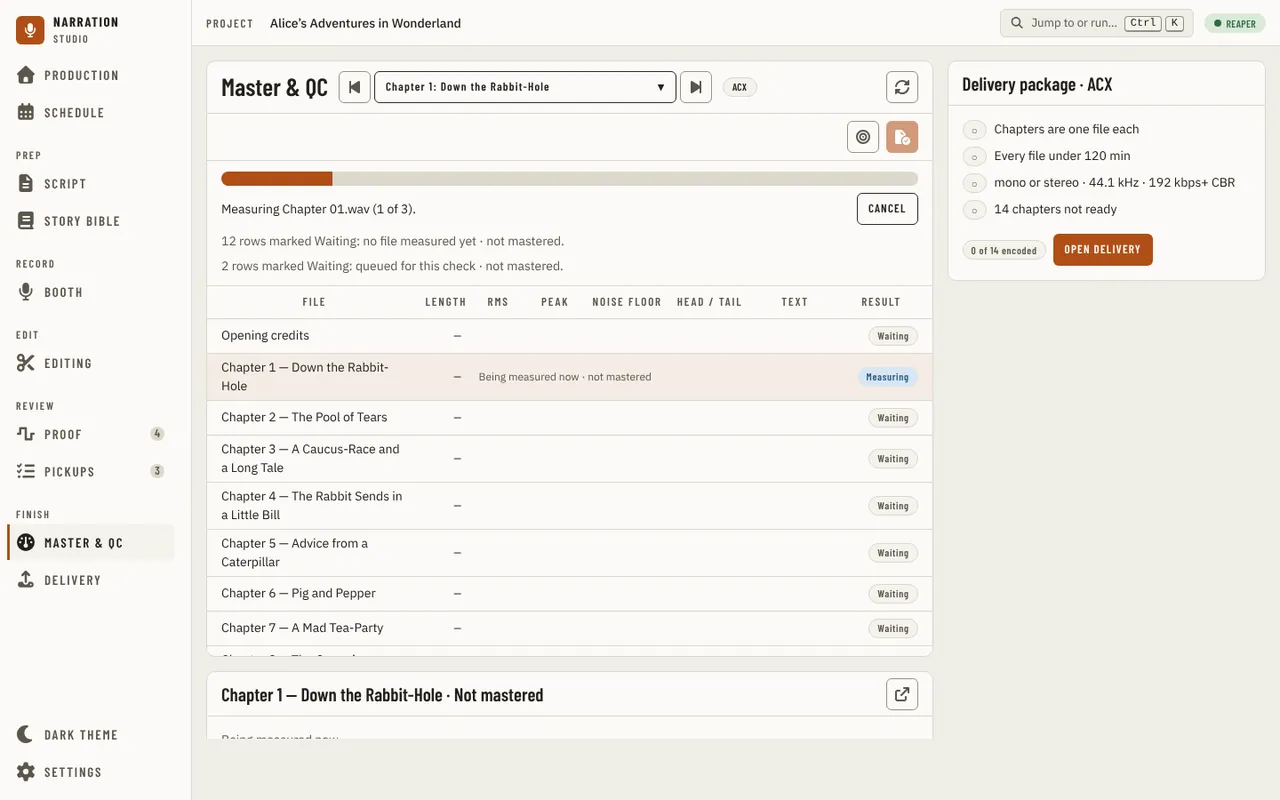 NARRATION
STUDIO
PRODUCTION
SCHEDULE
PREP
SCRIPT
STORY BIBLE
RECORD
BOOTH
EDIT
EDITING
REVIEW
PROOF 4
PICKUPS 3
FINISH
MASTER & QC
DELIVERY
DARK THEME
SETTINGS
PROJECT Alice's Adventures in Wonderland
Jump to or run... Ctrl K
REAPER
Master & QC
Chapter 1: Down the Rabbit-Hole
ACX
Measuring Chapter 01.wav (1 of 3).
CANCEL
12 rows marked Waiting: no file measured yet · not mastered.
2 rows marked Waiting: queued for this check · not mastered.
FILE LENGTH RMS PEAK NOISE FLOOR HEAD / TAIL TEXT RESULT
Opening credits – Waiting
Chapter 1 — Down the Rabbit-
Hole – Being measured now · not mastered Measuring
Chapter 2 — The Pool of Tears – Waiting
Chapter 3 — A Caucus-Race and
a Long Tale – Waiting
Chapter 4 — The Rabbit Sends in
a Little Bill – Waiting
Chapter 5 — Advice from a
Caterpillar – Waiting
Chapter 6 — Pig and Pepper – Waiting
Chapter 7 — A Mad Tea-Party – Waiting
Chapter 1 — Down the Rabbit-Hole · Not mastered
Delivery package · ACX
Chapters are one file each
Every file under 120 min
mono or stereo · 44.1 kHz · 192 kbps+ CBR
14 chapters not ready
0 of 14 encoded
OPEN DELIVERY